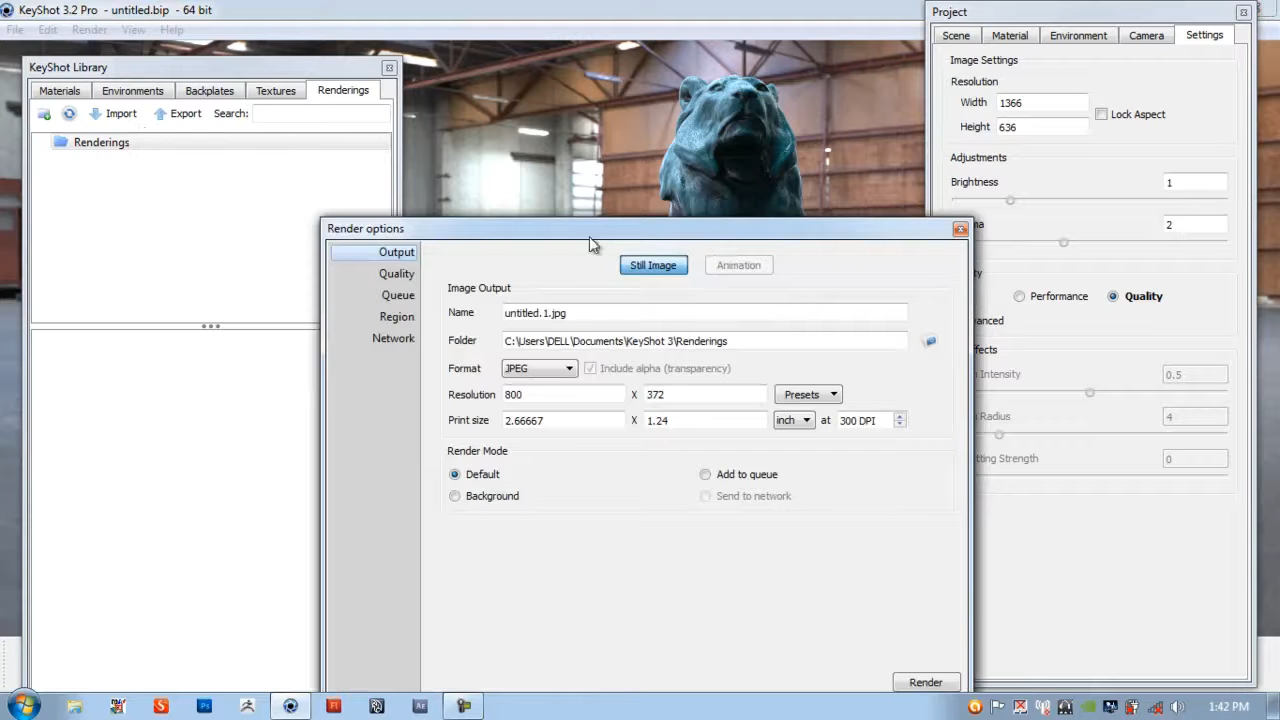 KeyShot 3.2 Pro - untitled.bip - 64 bit
File Edit Render View Help
KeyShot Library
Materials Environments Backplates Textures Renderings
Import Export Search:
Renderings
Project
Scene Material Environment Camera Settings
Image Settings
Resolution
Width 1366
Lock Aspect
Height 636
Adjustments
Brightness 1
ma 2
Performance Quality
anced
ffects
Intensity 0.5
Radius 4
tting Strength 0
Render options
Output
Quality
Queue
Region
Network
Still Image Animation
Image Output
Name untitled.1.jpg
Folder C:\Users\DELL\Documents\KeyShot 3\Renderings
Format JPEG Include alpha (transparency)
Resolution 800 X 372 Presets
Print size 2.66667 X 1.24 inch at 300 DPI
Render Mode
Default Add to queue
Background Send to network
Render
S Ps Fl Ae
1:42 PM